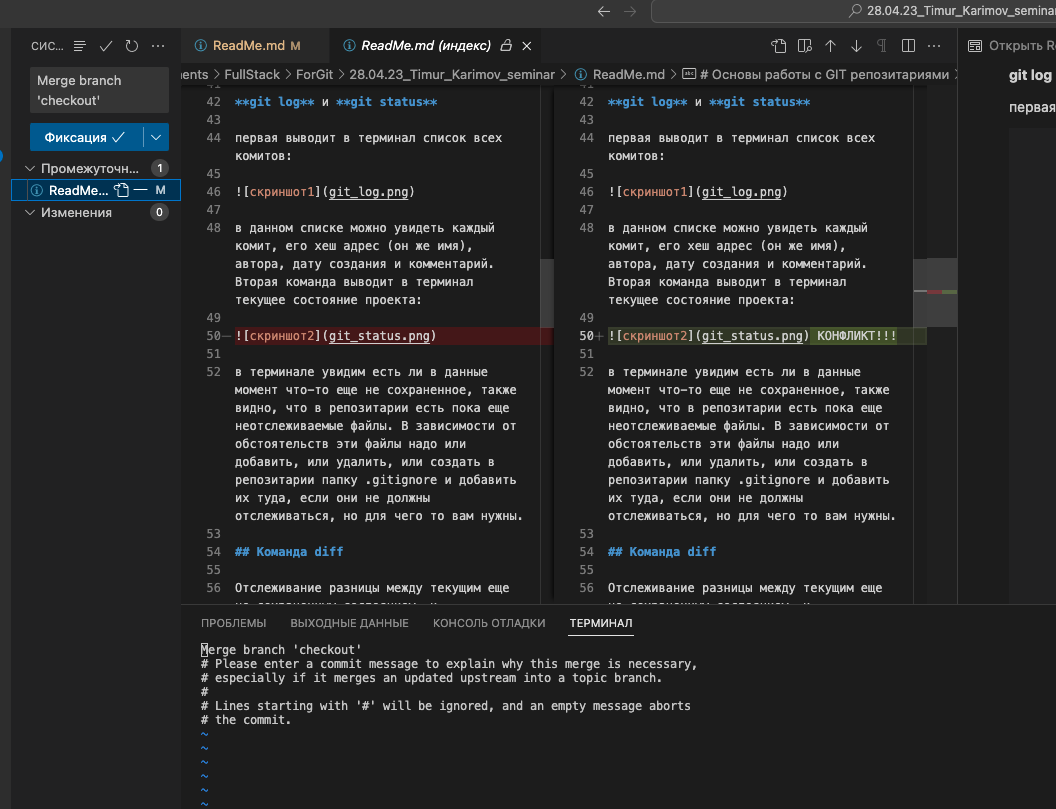 28.04.23_Timur_Karimov_seminar
СИС...
ReadMe.md M
ReadMe.md (индекс)
Открыть
Merge branch
'checkout'
Фиксация
Промежуточн... 1
ReadMe... M
Изменения 0
FullStack > ForGit > 28.04.23_Timur_Karimov_seminar > ReadMe.md > # Основы работы с GIT репозитариями >
42 **git log** и **git status**
43
44 первая выводит в терминал список всех
комитов:
45
46 ![скриншот1](git_log.png)
47
48 в данном списке можно увидеть каждый
комит, его хеш адрес (он же имя),
автора, дату создания и комментарий.
Вторая команда выводит в терминал
текущее состояние проекта:
49
50— ![скриншот2](git_status.png)
51
52 в терминале увидим есть ли в данные
момент что-то еще не сохраненное, также
видно, что в репозитарии есть пока еще
неотслеживаемые файлы. В зависимости от
обстоятельств эти файлы надо или
добавить, или удалить, или создать в
репозитарии папку .gitignore и добавить
их туда, если они не должны
отслеживаться, но для чего то вам нужны.
53
54 ## Команда diff
55
56 Отслеживание разницы между текущим еще
42 **git log** и **git status**
43
44 первая выводит в терминал список всех
комитов:
45
46 ![скриншот1](git_log.png)
47
48 в данном списке можно увидеть каждый
комит, его хеш адрес (он же имя),
автора, дату создания и комментарий.
Вторая команда выводит в терминал
текущее состояние проекта:
49
50+ ![скриншот2](git_status.png) КОНФЛИКТ!!!
51
52 в терминале увидим есть ли в данные
момент что-то еще не сохраненное, также
видно, что в репозитарии есть пока еще
неотслеживаемые файлы. В зависимости от
обстоятельств эти файлы надо или
добавить, или удалить, или создать в
репозитарии папку .gitignore и добавить
их туда, если они не должны
отслеживаться, но для чего то вам нужны.
53
54 ## Команда diff
55
56 Отслеживание разницы между текущим еще
git log
первая
ПРОБЛЕМЫ ВЫХОДНЫЕ ДАННЫЕ КОНСОЛЬ ОТЛАДКИ ТЕРМИНАЛ
Merge branch 'checkout'
# Please enter a commit message to explain why this merge is necessary,
# especially if it merges an updated upstream into a topic branch.
#
# Lines starting with '#' will be ignored, and an empty message aborts
# the commit.
~
~
~
~
~
~